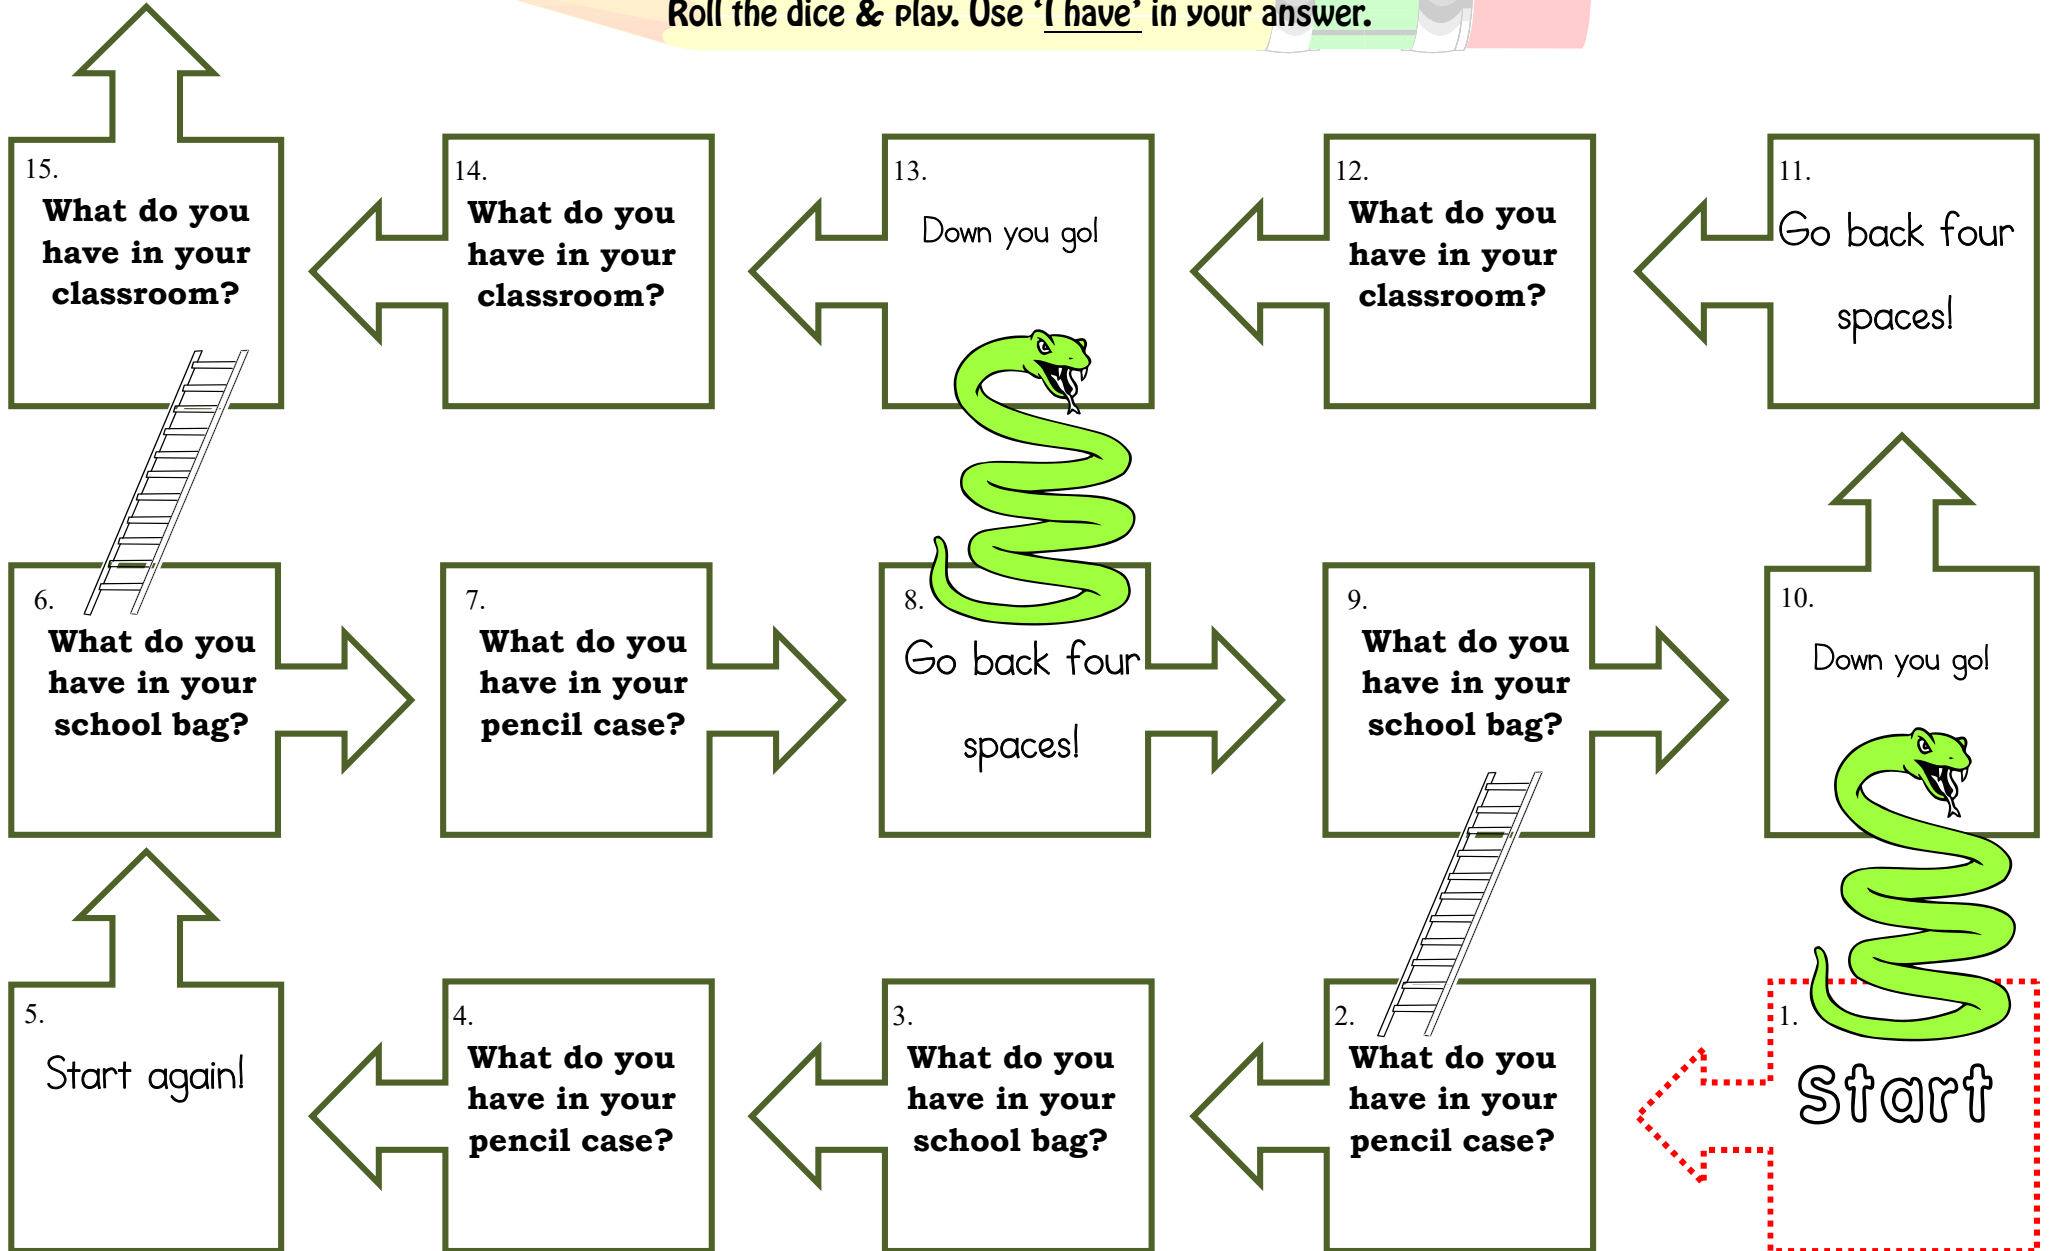 Roll the dice & play. Use ‘I have’ in your answer.
15.
What do you
have in your
classroom?
14.
What do you
have in your
classroom?
13.
Down you go!
12.
What do you
have in your
classroom?
11.
Go back four
spaces!
6.
What do you
have in your
school bag?
7.
What do you
have in your
pencil case?
8.
Go back four
spaces!
9.
What do you
have in your
school bag?
10.
Down you go!
5.
Start again!
4.
What do you
have in your
pencil case?
3.
What do you
have in your
school bag?
2.
What do you
have in your
pencil case?
1.
Start